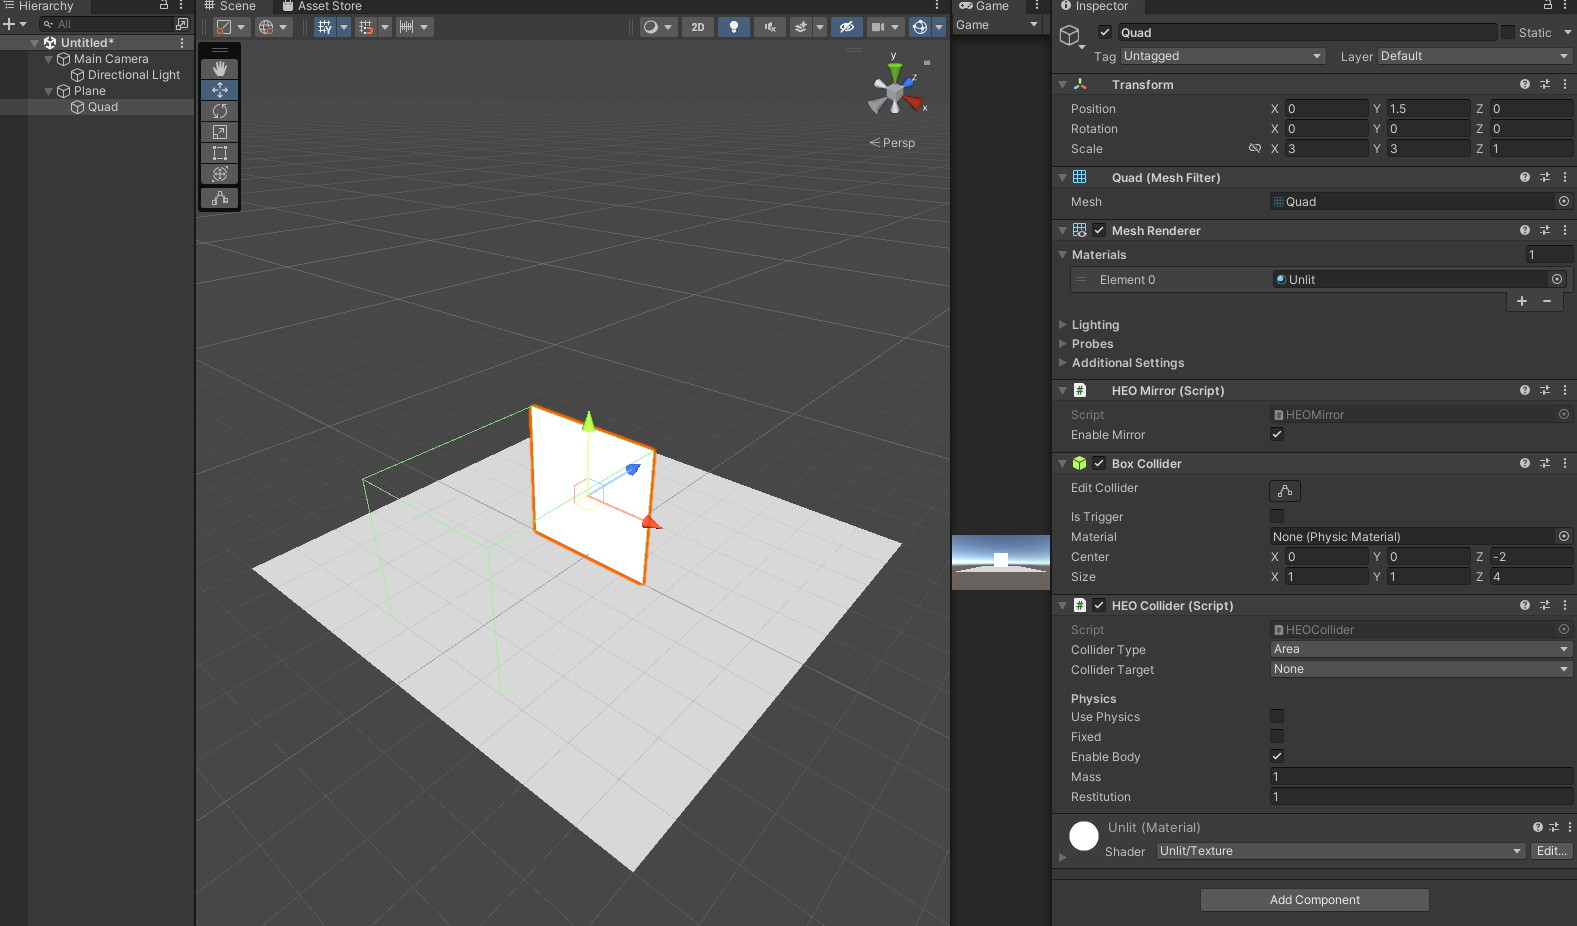 Hierarchy
All
Untitled*
Main Camera
Directional Light
Plane
Quad
Scene
Asset Store
2D
y
z
x
Persp
Game
Game
Inspector
Quad
Static
Tag Untagged Layer Default
Transform
Position X 0 Y 1.5 Z 0
Rotation X 0 Y 0 Z 0
Scale X 3 Y 3 Z 1
Quad (Mesh Filter)
Mesh Quad
Mesh Renderer
Materials 1
Element 0 Unlit
Lighting
Probes
Additional Settings
HEO Mirror (Script)
Script HEOMirror
Enable Mirror
Box Collider
Edit Collider
Is Trigger
Material None (Physic Material)
Center X 0 Y 0 Z -2
Size X 1 Y 1 Z 4
HEO Collider (Script)
Script HEOCollider
Collider Type Area
Collider Target None
Physics
Use Physics
Fixed
Enable Body
Mass 1
Restitution 1
Unlit (Material)
Shader Unlit/Texture Edit...
Add Component